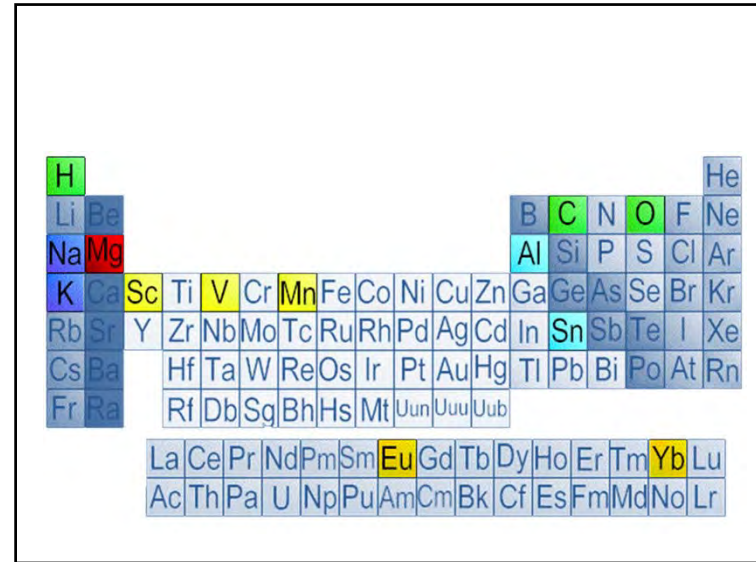 H He
Li Be B C N O F Ne
Na Mg Al Si P S Cl Ar
K Ca Sc Ti V Cr Mn Fe Co Ni Cu Zn Ga Ge As Se Br Kr
Rb Sr Y Zr Nb Mo Tc Ru Rh Pd Ag Cd In Sn Sb Te I Xe
Cs Ba Hf Ta W Re Os Ir Pt Au Hg Tl Pb Bi Po At Rn
Fr Ra Rf Db Sg Bh Hs Mt Uun Uuu Uub
La Ce Pr Nd Pm Sm Eu Gd Tb Dy Ho Er Tm Yb Lu
Ac Th Pa U Np Pu Am Cm Bk Cf Es Fm Md No Lr